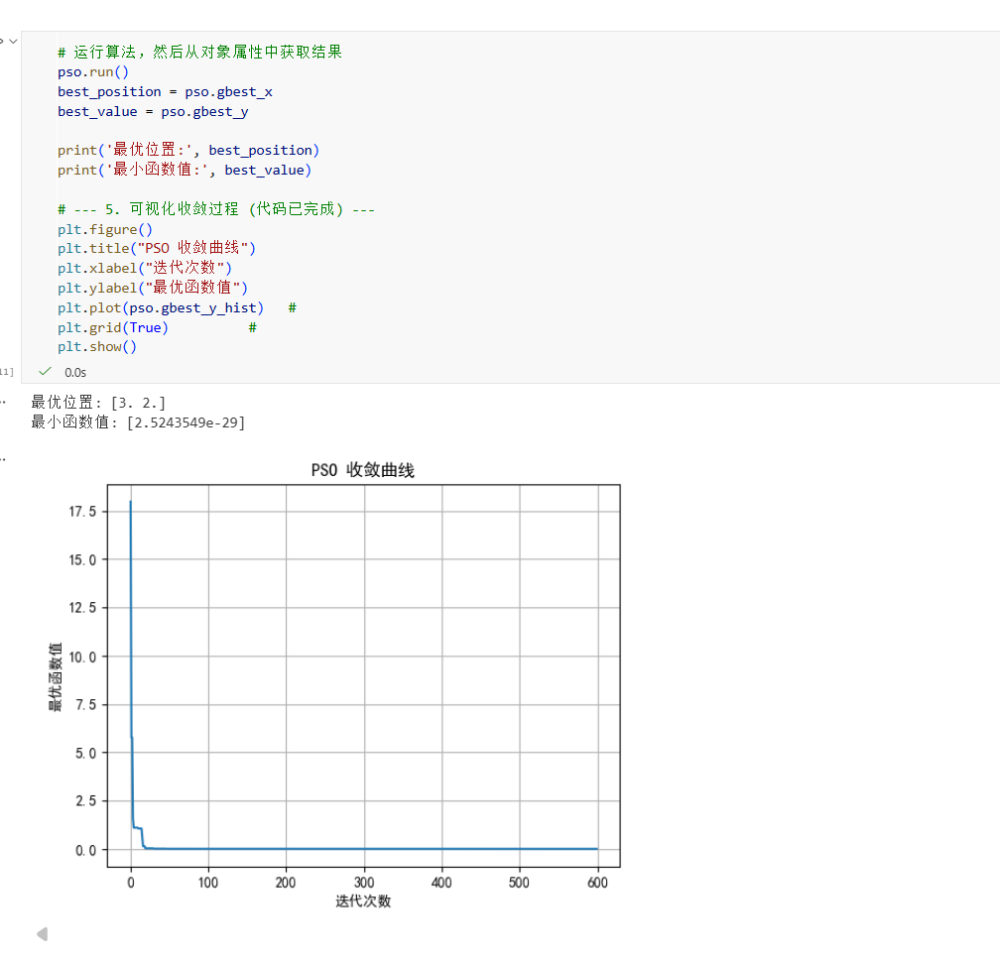 # 运行算法，然后从对象属性中获取结果
pso.run()
best_position = pso.gbest_x
best_value = pso.gbest_y
print('最优位置:', best_position)
print('最小函数值:', best_value)
# --- 5. 可视化收敛过程 (代码已完成) ---
plt.figure()
plt.title("PSO 收敛曲线")
plt.xlabel("迭代次数")
plt.ylabel("最优函数值")
plt.plot(pso.gbest_y_hist)   #
plt.grid(True)          #
plt.show()
11]
0.0s
最优位置: [3. 2.]
最小函数值: [2.5243549e-29]
PSO 收敛曲线
17.5
15.0
12.5
10.0
7.5
5.0
2.5
0.0
最优函数值
0 100 200 300 400 500 600
迭代次数